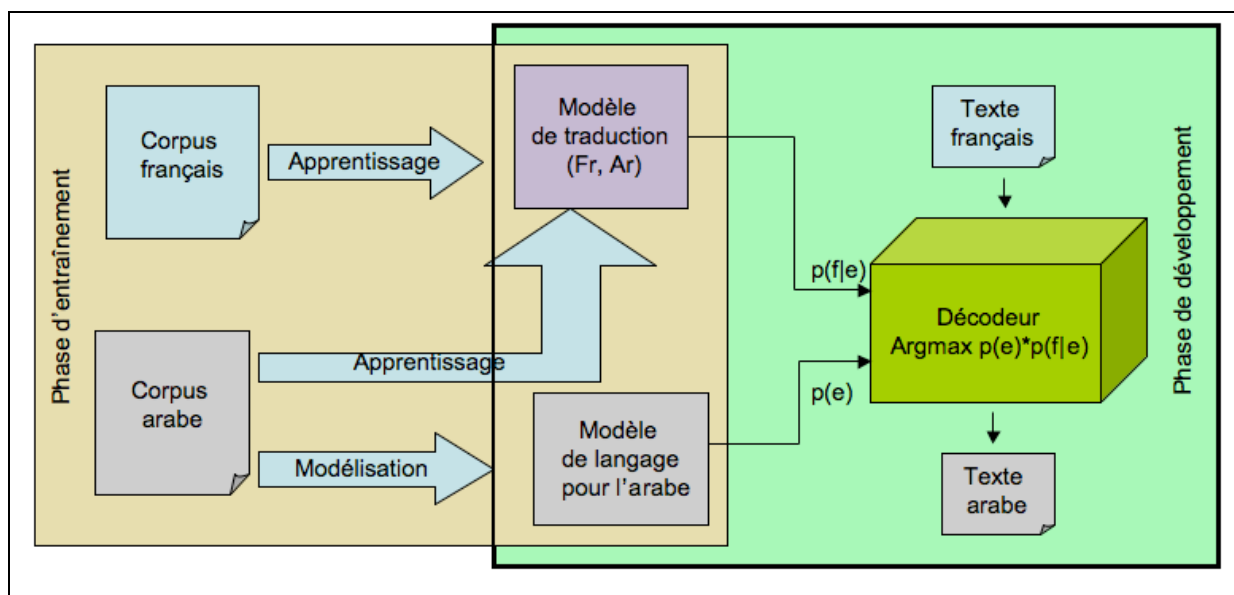 Phase d'entraînement
Corpus
français
Apprentissage
Corpus
arabe
Apprentissage
Modélisation
Modèle
de traduction
(Fr, Ar)
Modèle
de langage
pour l'arabe
p(f|e)
p(e)
Texte
français
Décodeur
Argmax p(e)*p(f|e)
Texte
arabe
Phase de développement